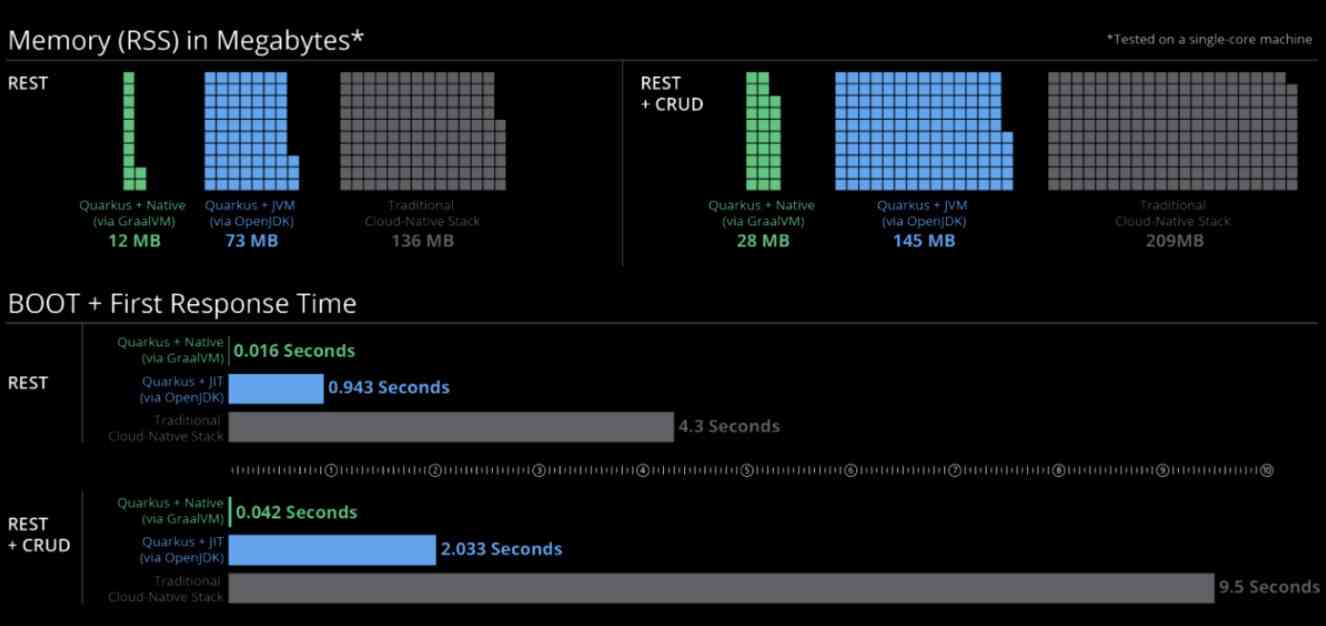 Memory (RSS) in Megabytes*
*Tested on a single-core machine
REST
Quarkus + Native
(via GraalVM)
12 MB
Quarkus + JVM
(via OpenJDK)
73 MB
Traditional
Cloud-Native Stack
136 MB
REST
+ CRUD
Quarkus + Native
(via GraalVM)
28 MB
Quarkus + JVM
(via OpenJDK)
145 MB
Traditional
Cloud-Native Stack
209MB
BOOT + First Response Time
REST
Quarkus + Native
(via GraalVM)
0.016 Seconds
Quarkus + JIT
(via OpenJDK)
0.943 Seconds
Traditional
Cloud-Native Stack
4.3 Seconds
1 2 3 4 5 6 7 8 9 10
REST
+ CRUD
Quarkus + Native
(via GraalVM)
0.042 Seconds
Quarkus + JIT
(via OpenJDK)
2.033 Seconds
Traditional
Cloud-Native Stack
9.5 Seconds